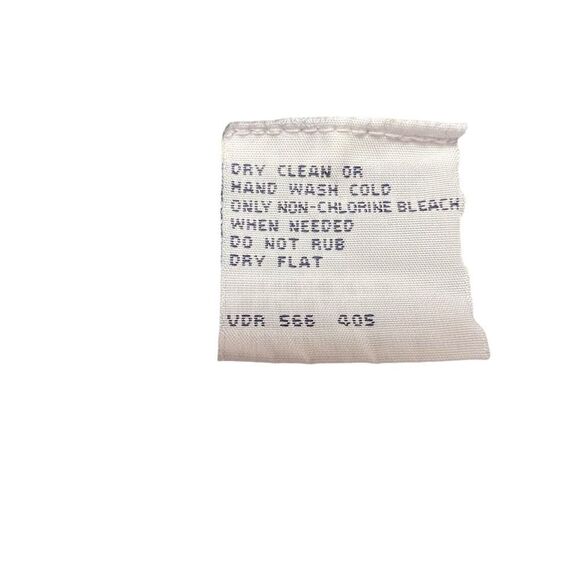 DRY CLEAN OR
HAND WASH COLD
ONLY NON-CHLORINE BLEACH
WHEN NEEDED
DO NOT RUB
DRY FLAT
VDR 566 405